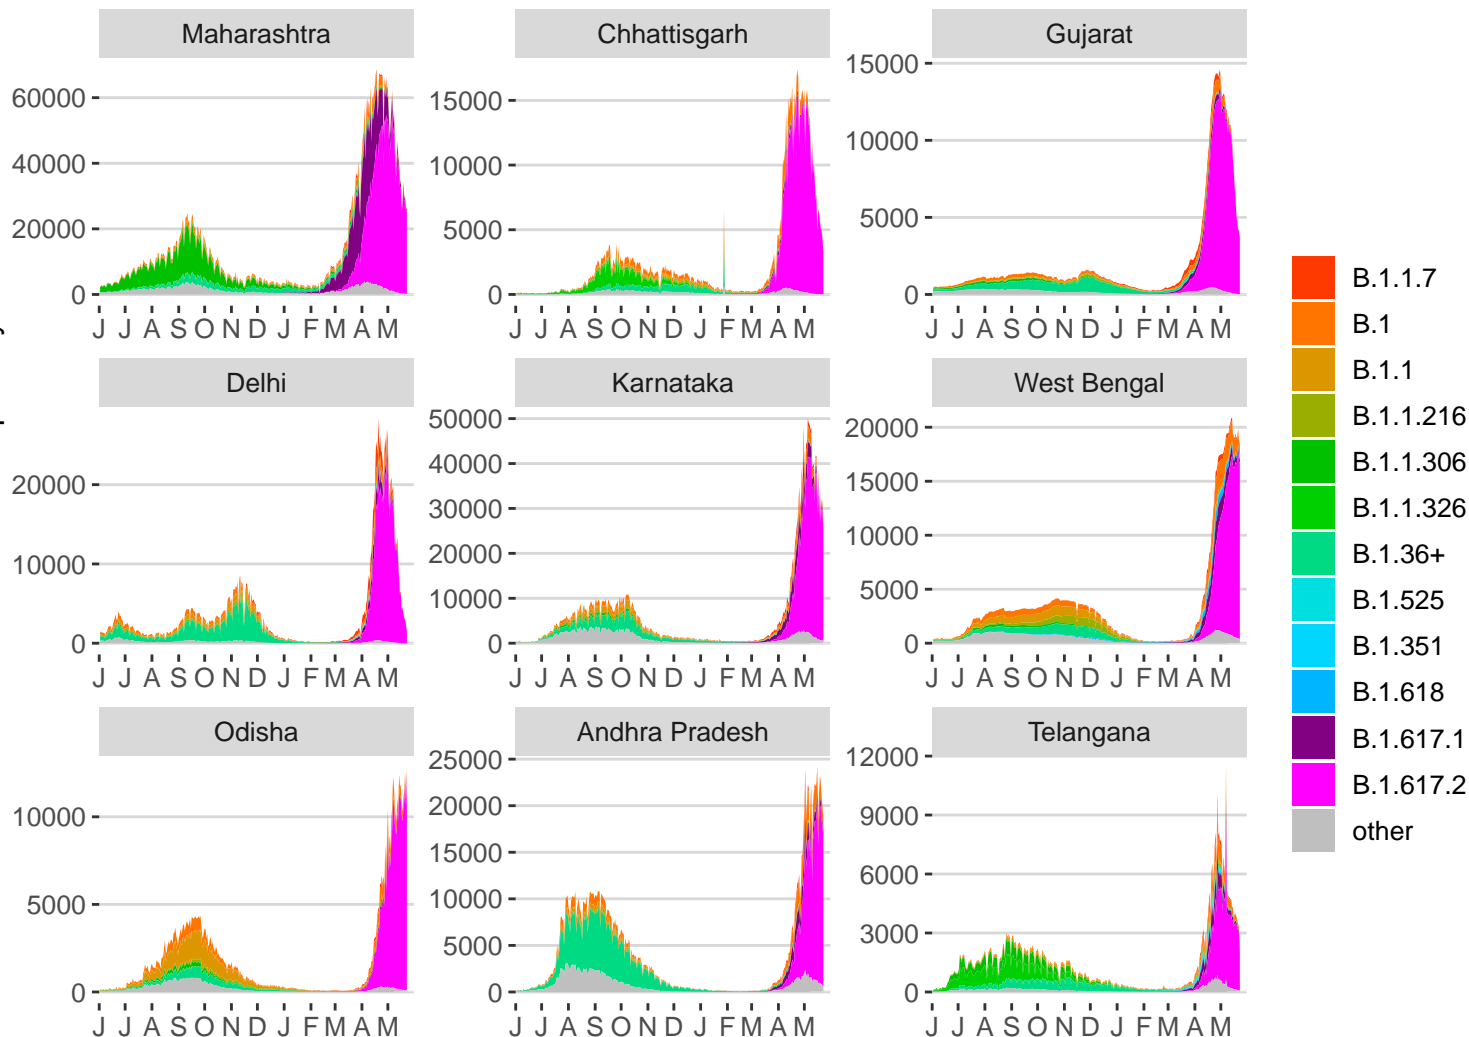 Maharashtra
Chhattisgarh
Gujarat
60000
40000
20000
0
J J A S O N D J F M A M
15000
10000
5000
0
J J A S O N D J F M A M
15000
10000
5000
0
J J A S O N D J F M A M
Delhi
Karnataka
West Bengal
20000
10000
0
J J A S O N D J F M A M
50000
40000
30000
20000
10000
0
J J A S O N D J F M A M
20000
15000
10000
5000
0
J J A S O N D J F M A M
Odisha
Andhra Pradesh
Telangana
10000
5000
0
J J A S O N D J F M A M
25000
20000
15000
10000
5000
0
J J A S O N D J F M A M
12000
9000
6000
3000
0
J J A S O N D J F M A M
B.1.1.7
B.1
B.1.1
B.1.1.216
B.1.1.306
B.1.1.326
B.1.36+
B.1.525
B.1.351
B.1.618
B.1.617.1
B.1.617.2
other